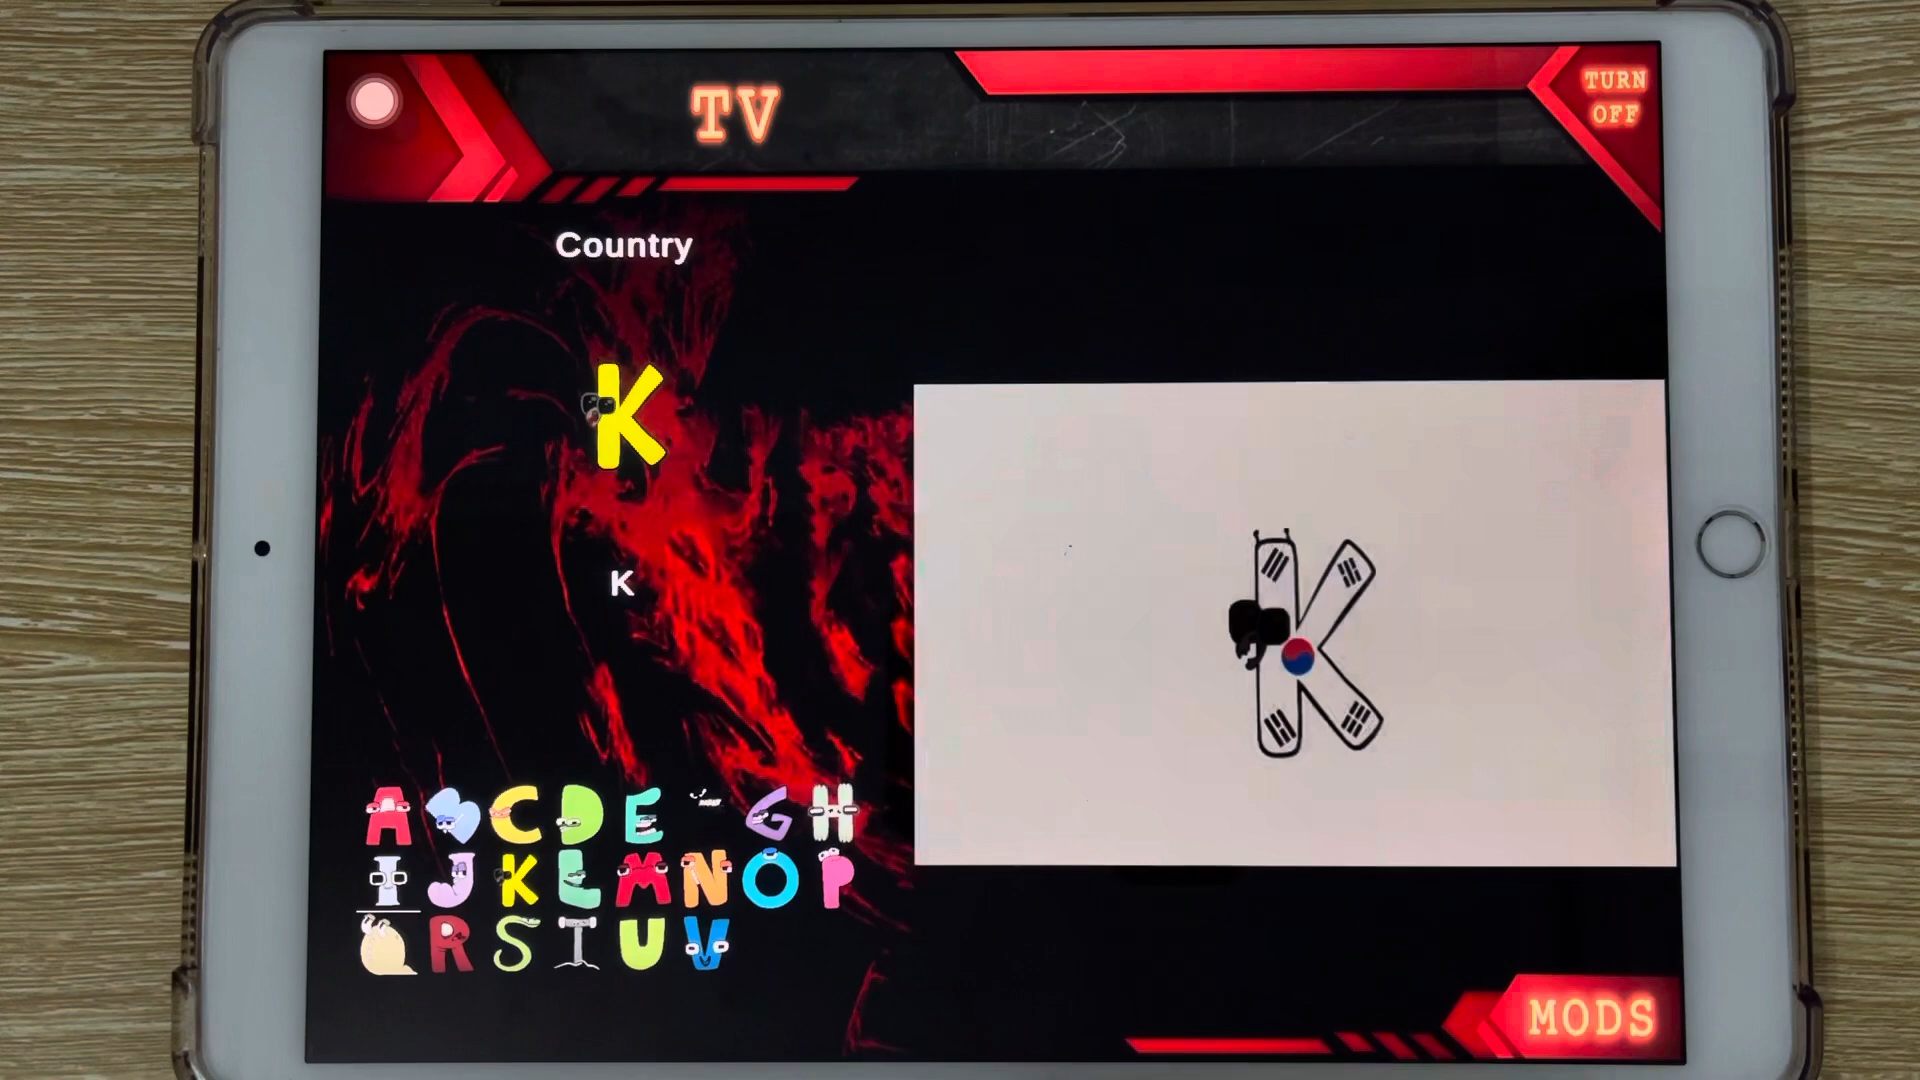 TV
TURN
OFF
Country
K
K
K
A B C D E G H
I J K L M N O P
Q R S T U V
MODS